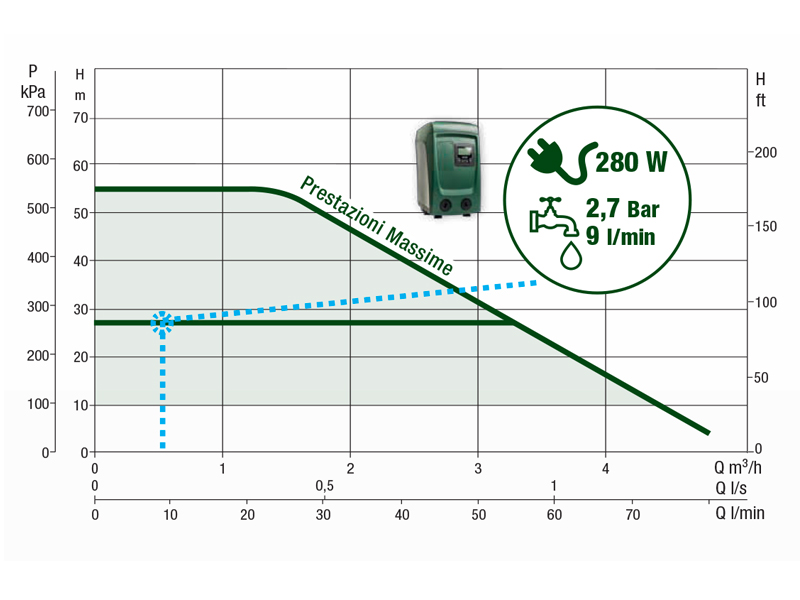 P
kPa
H
m
H
ft
700
600
500
400
300
200
100
0
70
60
50
40
30
20
10
0
200
150
100
50
0
Prestazioni Massime
280 W
2,7 Bar
9 l/min
0 1 2 3 4 Q m³/h
0 0,5 1 Q l/s
0 10 20 30 40 50 60 70 Q l/min